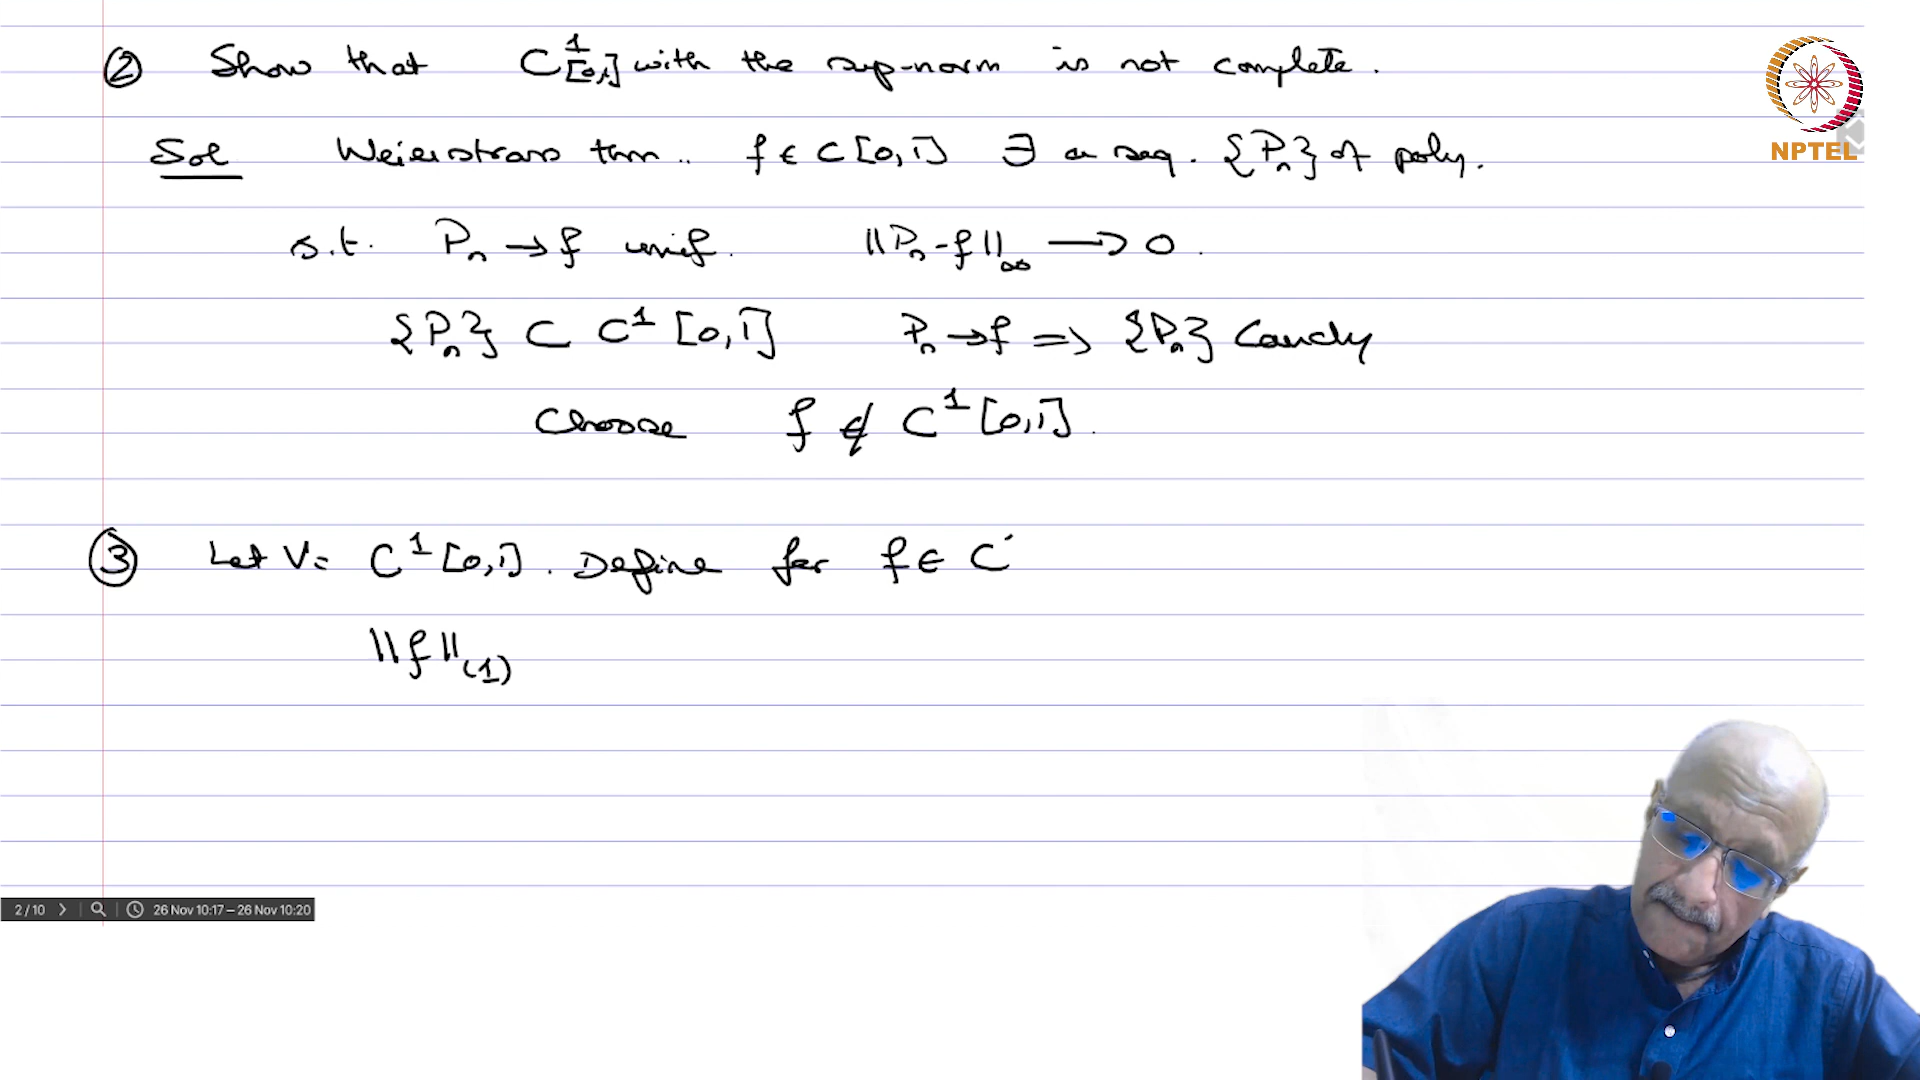 ② Show that C¹[0,1] with the sup-norm is not complete.
Sol Weierstrass thm.. f ∈ C[0,1] ∃ a seq. {Pₙ} of poly.
s.t. Pₙ → f unif. ||Pₙ - f||∞ → 0.
{Pₙ} ⊂ C¹[0,1] Pₙ → f => {Pₙ} Cauchy
Choose f ∉ C¹[0,1].
③ Let V = C¹[0,1]. Define for f ∈ C
||f||₍₁₎
NPTEL
2/10 26 Nov 10:17 – 26 Nov 10:20